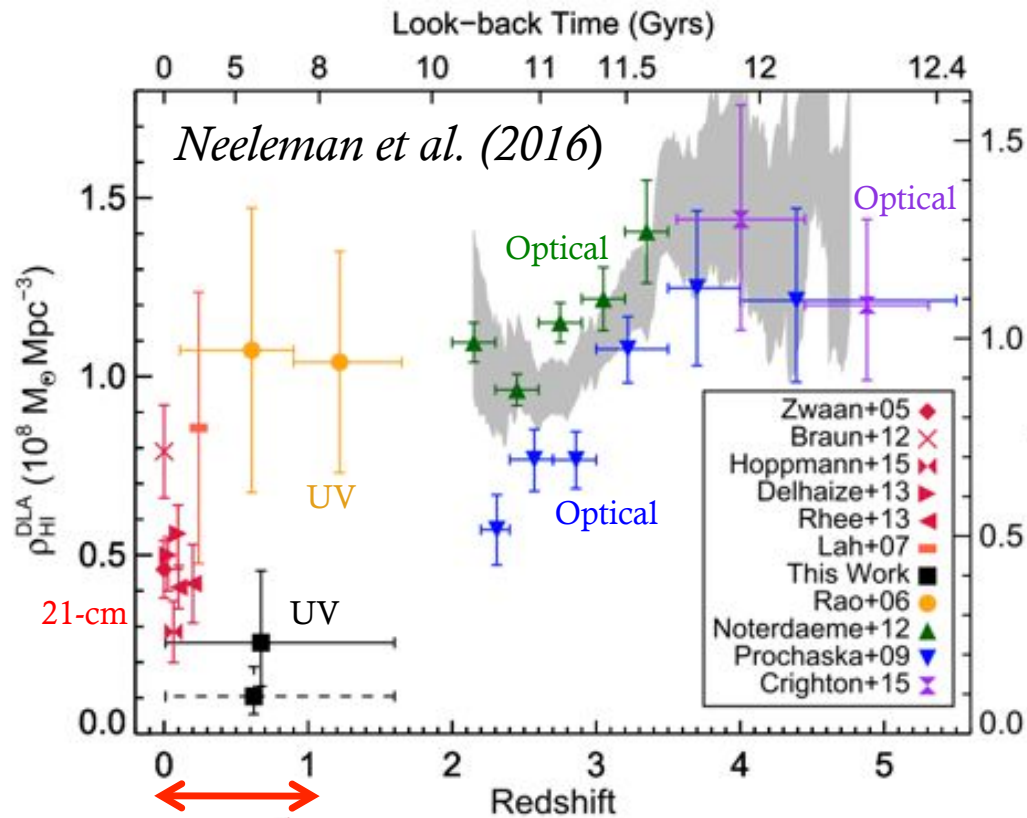 Look-back Time (Gyrs)
0 5 8 10 11 11.5 12 12.4
Neeleman et al. (2016)
1.5
1.0
0.5
0.0
ρ_HI^DLA (10⁸ M⊙ Mpc⁻³)
1.5
1.0
0.5
0.0
Optical
Optical
Optical
UV
UV
21-cm
Zwaan+05
Braun+12
Hoppmann+15
Delhaize+13
Rhee+13
Lah+07
This Work
Rao+06
Noterdaeme+12
Prochaska+09
Crighton+15
0 1 2 3 4 5
Redshift